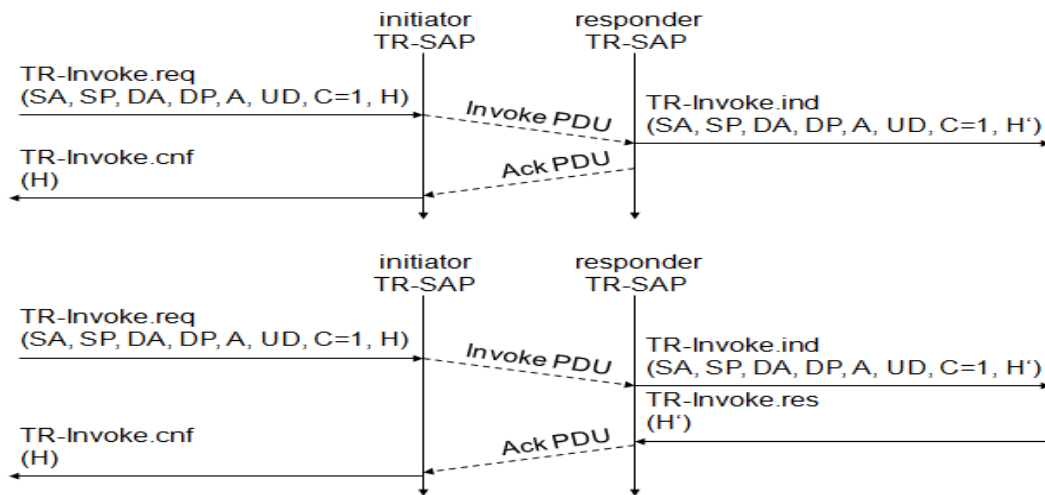 initiator
TR-SAP
responder
TR-SAP
TR-Invoke.req
(SA, SP, DA, DP, A, UD, C=1, H)
Invoke PDU
TR-Invoke.ind
(SA, SP, DA, DP, A, UD, C=1, H‘)
TR-Invoke.cnf
(H)
Ack PDU
initiator
TR-SAP
responder
TR-SAP
TR-Invoke.req
(SA, SP, DA, DP, A, UD, C=1, H)
Invoke PDU
TR-Invoke.ind
(SA, SP, DA, DP, A, UD, C=1, H‘)
TR-Invoke.res
(H‘)
TR-Invoke.cnf
(H)
Ack PDU